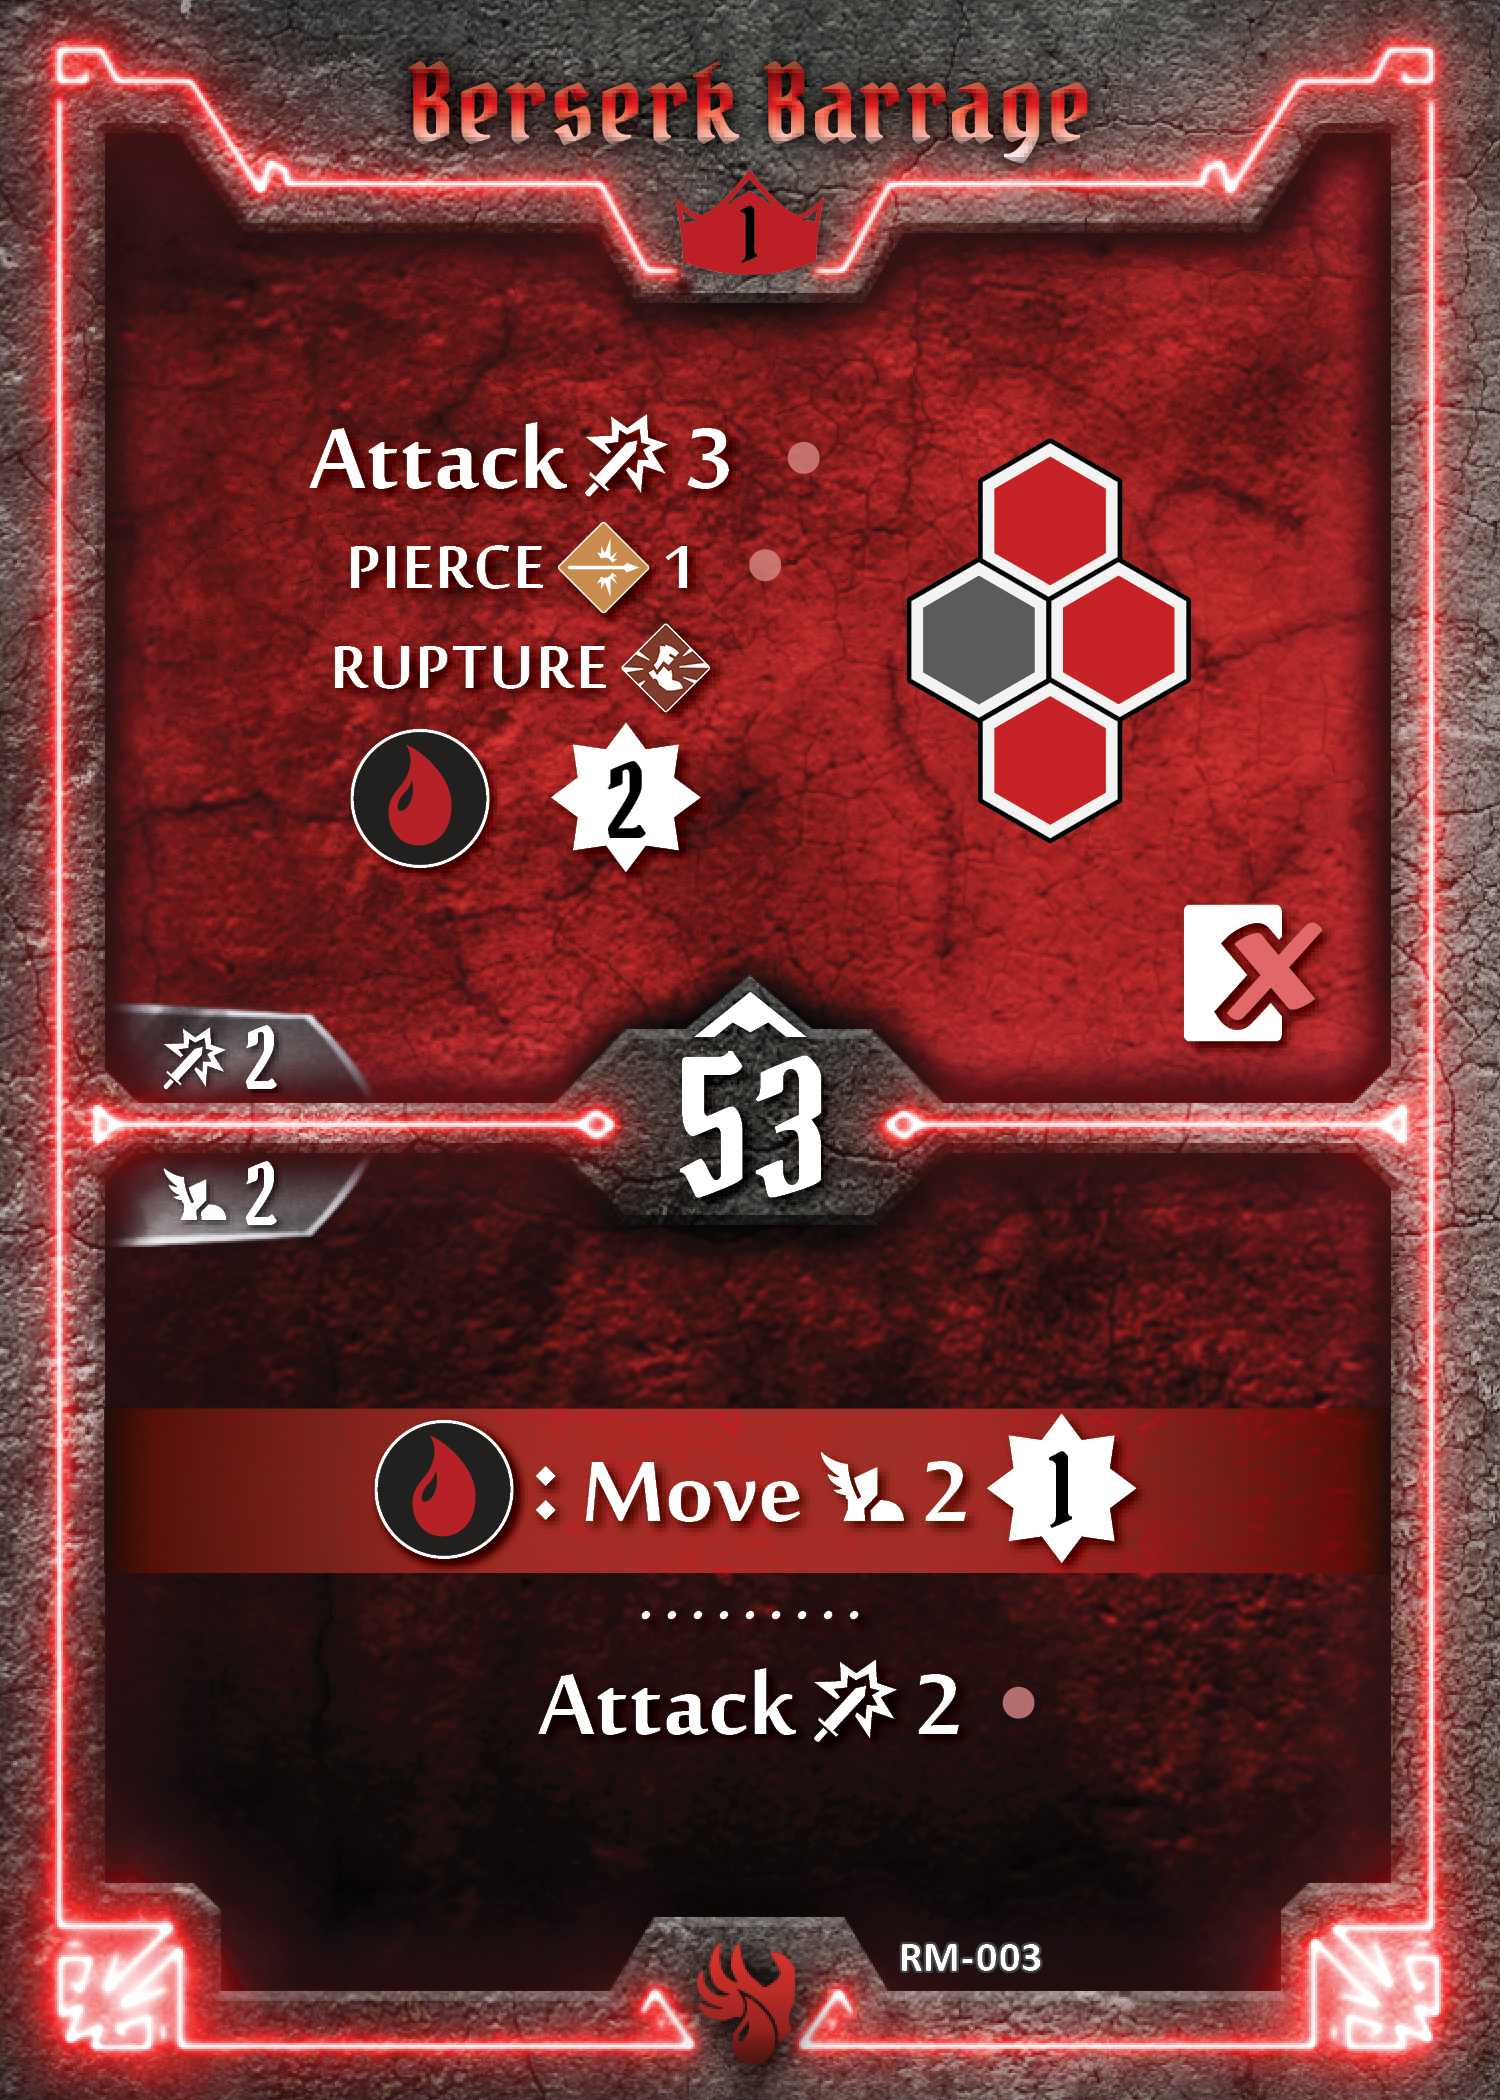 Berserk Barrage
1
Attack 3
PIERCE 1
RUPTURE
2
2
53
2
: Move 2 1
Attack 2
RM-003